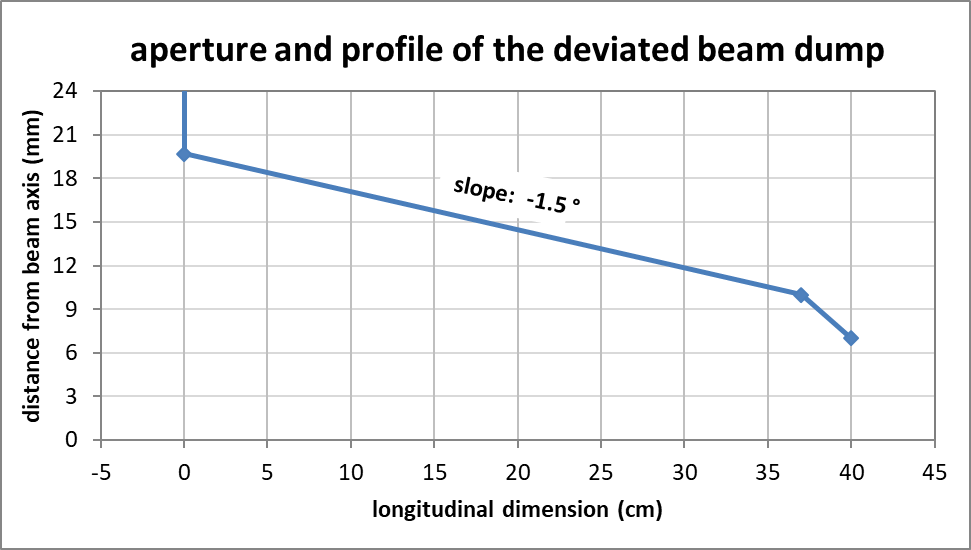 aperture and profile of the deviated beam dump
distance from beam axis (mm)
24
21
18
15
12
9
6
3
0
slope: -1.5 °
-5 0 5 10 15 20 25 30 35 40 45
longitudinal dimension (cm)